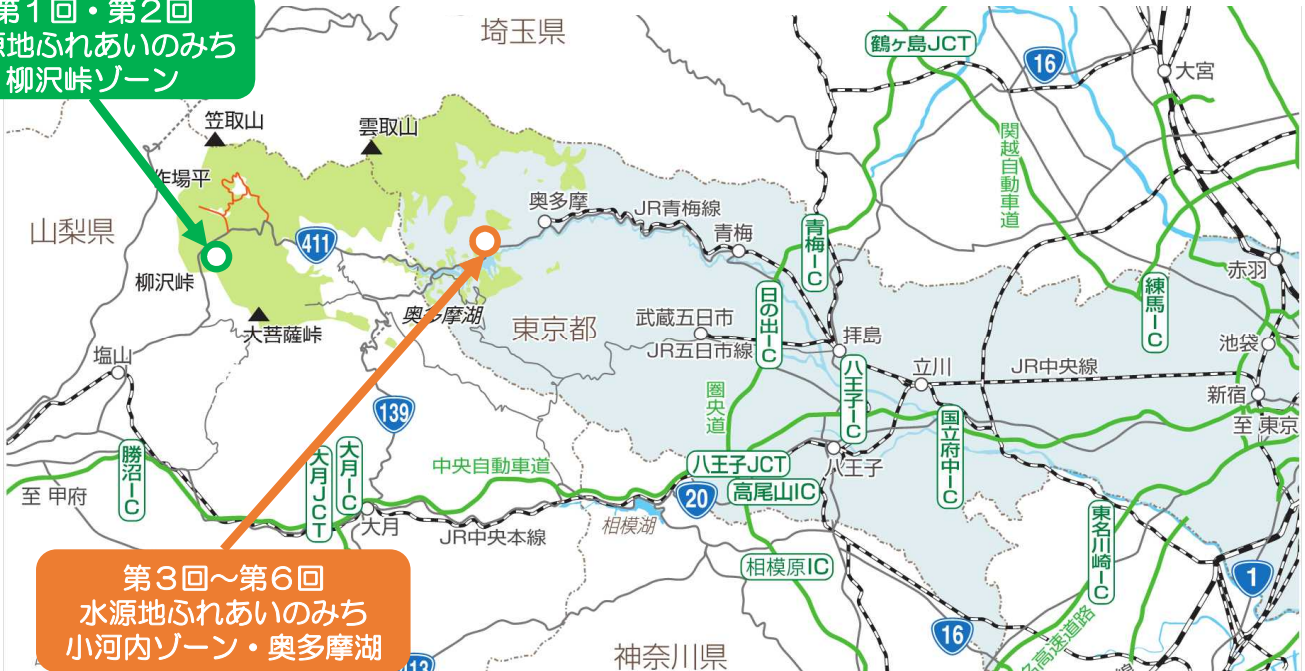 第1回・第2回
源地ふれあいのみち
柳沢峠ゾーン
埼玉県
鶴ヶ島JCT
16
大宮
笠取山
雲取山
作場平
関越自動車道
山梨県
411
奥多摩
JR青梅線
青梅
青梅IC
赤羽
柳沢峠
奥多摩湖
大菩薩峠
東京都
武蔵五日市
JR五日市線
日の出IC
拝島
練馬IC
池袋
塩山
139
圏央道
八王子IC
立川
JR中央線
新宿
至 東京
国立府中IC
勝沼IC
大月JCT
大月IC
中央自動車道
八王子JCT
八王子
20
高尾山IC
至 甲府
大月
JR中央本線
相模湖
東名川崎IC
相模原IC
1
第3回～第6回
水源地ふれあいのみち
小河内ゾーン・奥多摩湖
神奈川県
16
高速道路